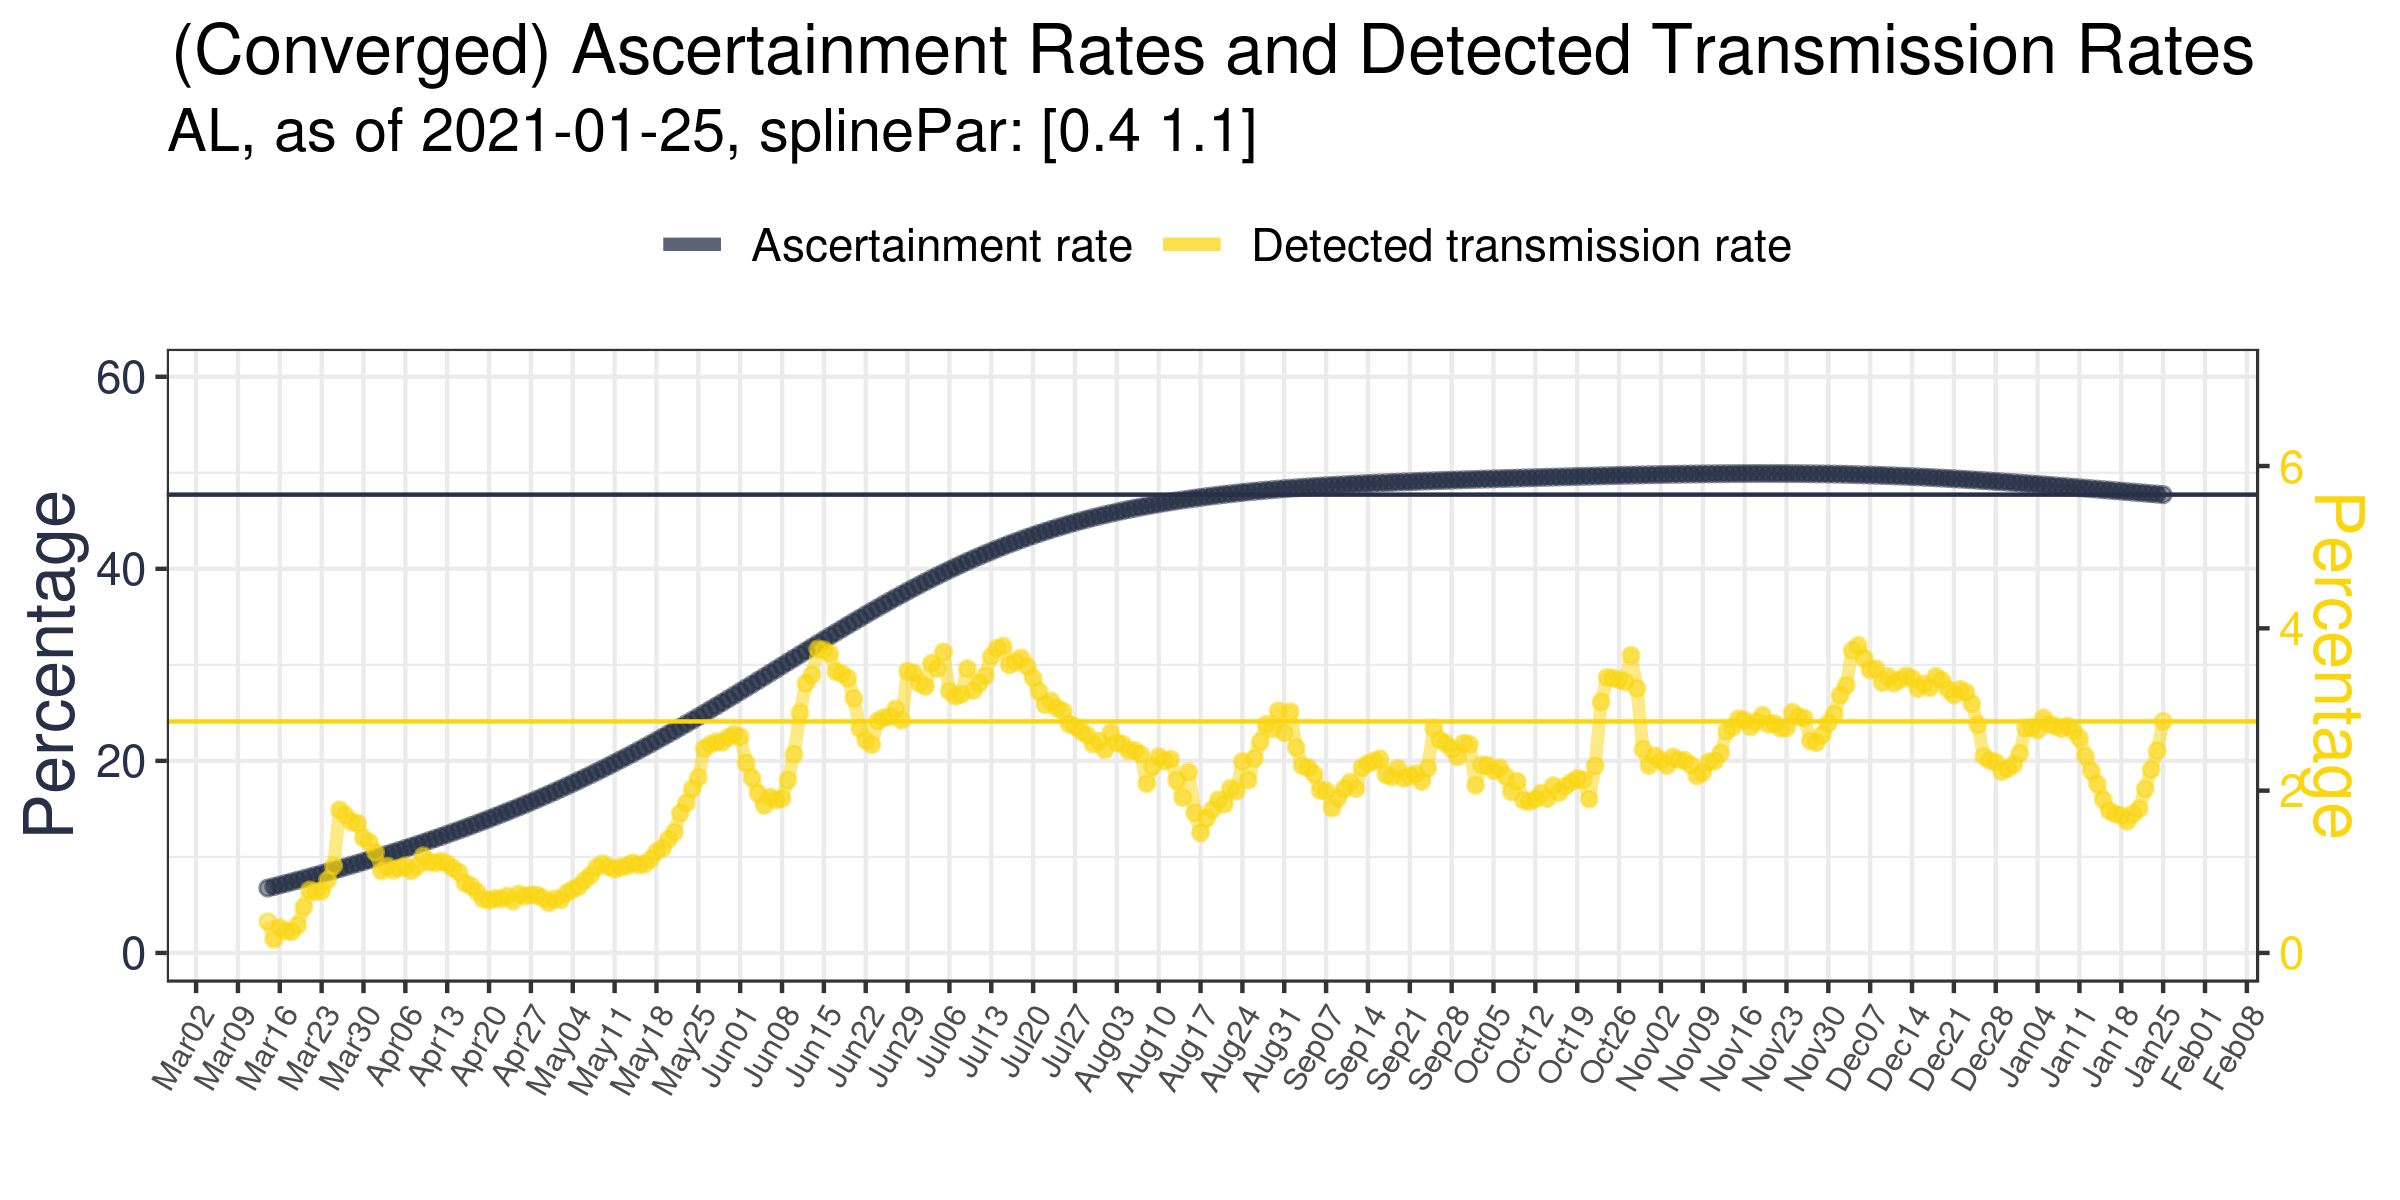 (Converged) Ascertainment Rates and Detected Transmission Rates
AL, as of 2021-01-25, splinePar: [0.4 1.1]
Ascertainment rate
Detected transmission rate
Percentage
60
40
20
0
6
4
2
0
Percentage
Mar02
Mar09
Mar16
Mar23
Mar30
Apr06
Apr13
Apr20
Apr27
May04
May11
May18
May25
Jun01
Jun08
Jun15
Jun22
Jun29
Jul06
Jul13
Jul20
Jul27
Aug03
Aug10
Aug17
Aug24
Aug31
Sep07
Sep14
Sep21
Sep28
Oct05
Oct12
Oct19
Oct26
Nov02
Nov09
Nov16
Nov23
Nov30
Dec07
Dec14
Dec21
Dec28
Jan04
Jan11
Jan18
Jan25
Feb01
Feb08